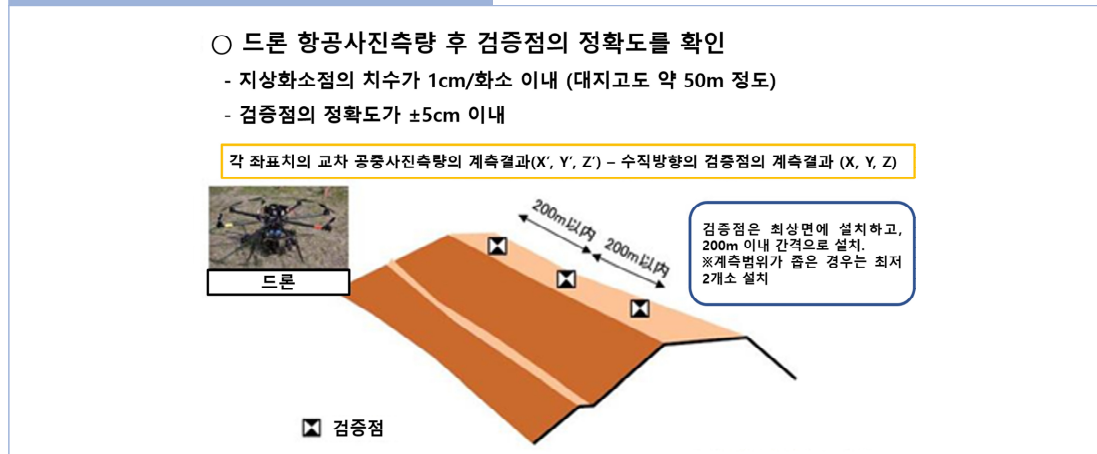 ○ 드론 항공사진측량 후 검증점의 정확도를 확인
- 지상화소점의 치수가 1cm/화소 이내 (대지고도 약 50m 정도)
- 검증점의 정확도가 ±5cm 이내
각 좌표치의 교차 공중사진측량의 계측결과(X′, Y′, Z′) – 수직방향의 검증점의 계측결과 (X, Y, Z)
드론
200m以内
200m以内
검증점은 최상면에 설치하고,
200m 이내 간격으로 설치.
※계측범위가 좁은 경우는 최저
2개소 설치
검증점